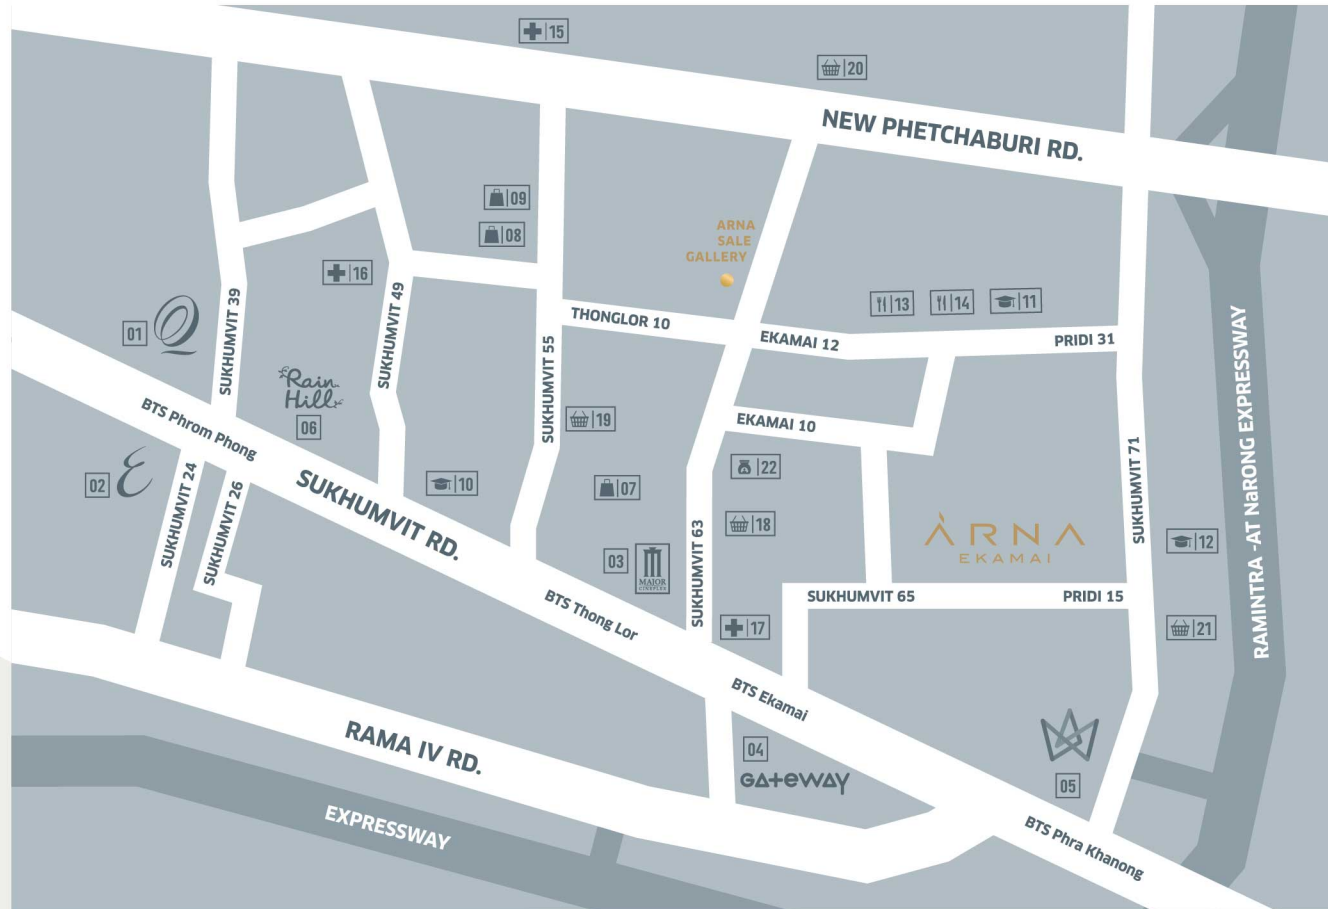 15
20
NEW PHETCHABURI RD.
09
08
ARNA
SALE
GALLERY
16
13
14
11
01
Q
SUKHUMVIT 39
SUKHUMVIT 49
SUKHUMVIT 55
THONGLOR 10
EKAMAI 12
PRIDI 31
RAMINTRA -AT NaRONG EXPRESSWAY
Rain
Hill
06
BTS Phrom Phong
19
EKAMAI 10
SUKHUMVIT 71
02
E
SUKHUMVIT 24
SUKHUMVIT 26
SUKHUMVIT RD.
10
07
22
18
ÀRNA
EKAMAI
12
03
MAJOR
CINEPLEX
SUKHUMVIT 63
BTS Thong Lor
17
SUKHUMVIT 65
PRIDI 15
21
BTS Ekamai
RAMA IV RD.
04
GAteWAY
05
EXPRESSWAY
BTS Phra Khanong